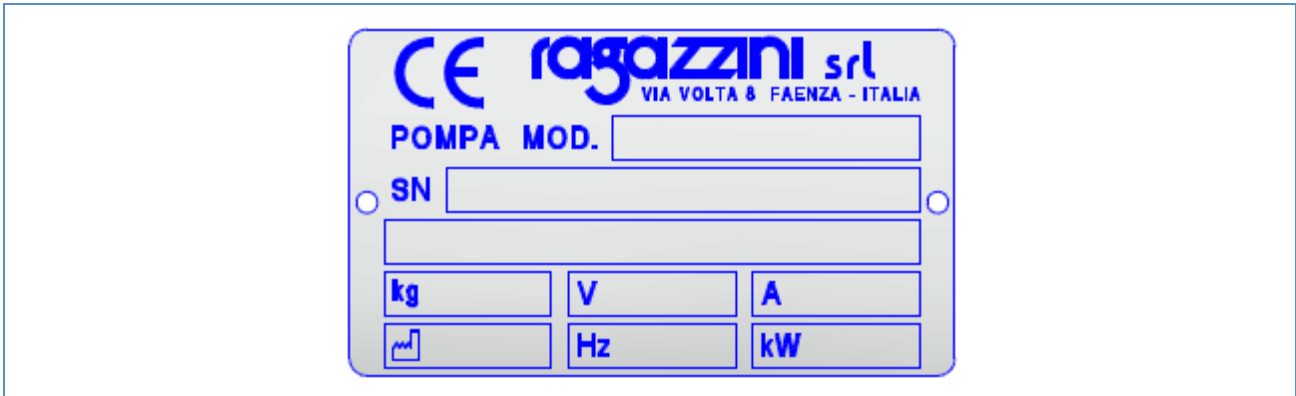 CE ragazzini srl
VIA VOLTA 8 FAENZA - ITALIA
POMPA MOD.
SN
kg V A
Hz kW